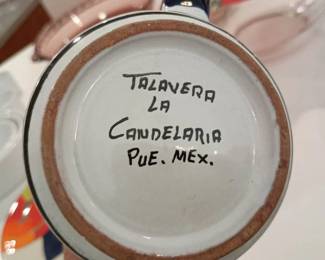 TALAVERA
LA
CANDELARIA
PUE. MEX.